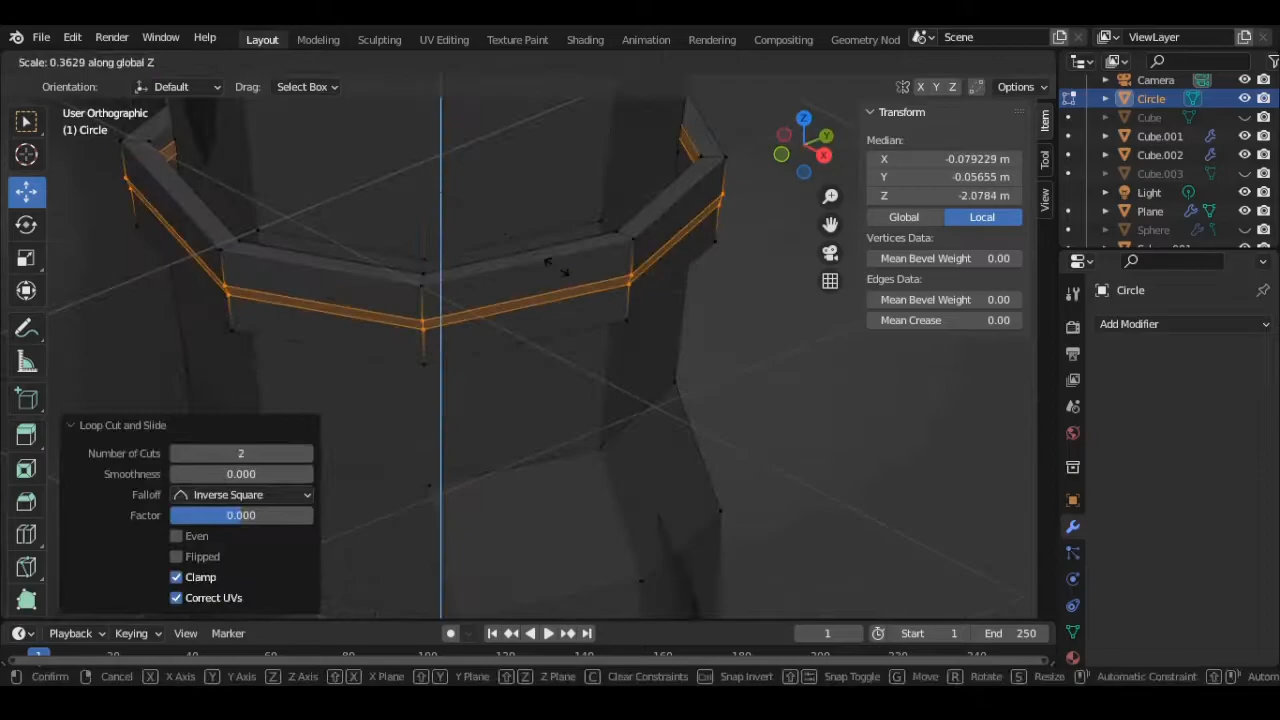 File Edit Render Window Help Layout Modeling Sculpting UV Editing Texture Paint Shading Animation Rendering Compositing Geometry Nod Scene ViewLayer
Scale: 0.3629 along global Z
Orientation: Default Drag: Select Box X Y Z Options
User Orthographic
(1) Circle
Z
Y
X
Transform
Median:
X -0.079229 m
Y -0.05655 m
Z -2.0784 m
Global Local
Vertices Data:
Mean Bevel Weight 0.00
Edges Data:
Mean Bevel Weight 0.00
Mean Crease 0.00
Item
Tool
View
Camera
Circle
Cube
Cube.001
Cube.002
Cube.003
Light
Plane
Sphere
Circle
Add Modifier
Loop Cut and Slide
Number of Cuts 2
Smoothness 0.000
Falloff Inverse Square
Factor 0.000
Even
Flipped
Clamp
Correct UVs
Playback Keying View Marker 1 Start 1 End 250
1
Confirm Cancel X X Axis Y Y Axis Z Z Axis X X Plane Y Y Plane Z Z Plane C Clear Constraints Snap Invert Snap Toggle G Move R Rotate S Resize Automatic Constraint Autom